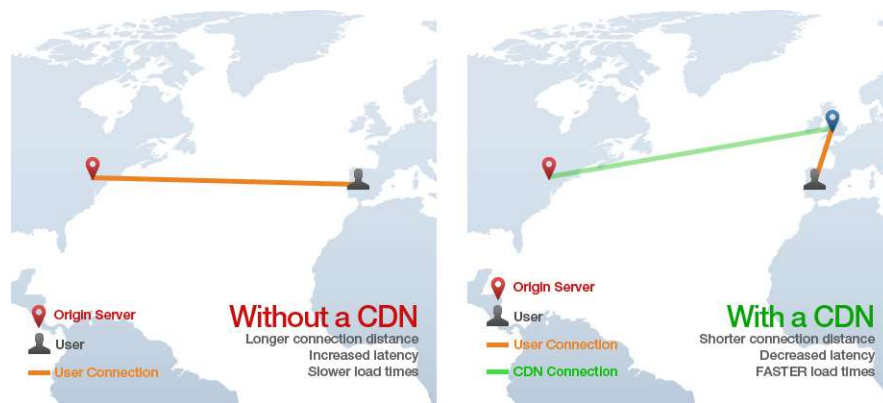 Origin Server
User
User Connection
Without a CDN
Longer connection distance
Increased latency
Slower load times
Origin Server
User
User Connection
CDN Connection
With a CDN
Shorter connection distance
Decreased latency
FASTER load times